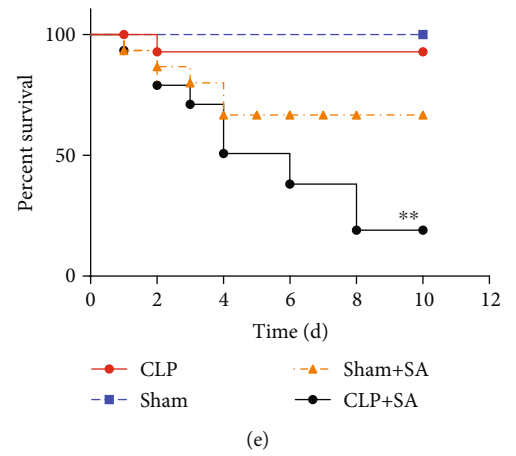 100
50
0
Percent survival
**
0 2 4 6 8 10 12
Time (d)
CLP Sham+SA
Sham CLP+SA
(e)